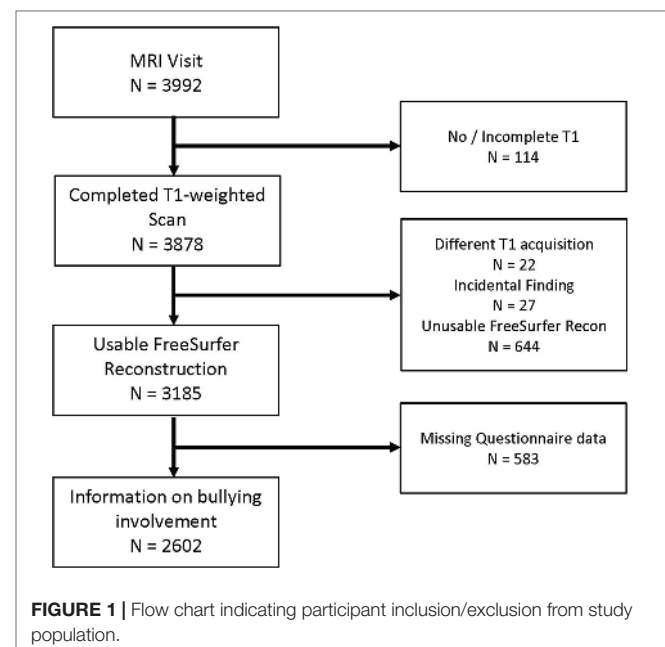 MRI Visit
N = 3992
No / Incomplete T1
N = 114
Completed T1-weighted
Scan
N = 3878
Different T1 acquisition
N = 22
Incidental Finding
N = 27
Unusable FreeSurfer Recon
N = 644
Usable FreeSurfer
Reconstruction
N = 3185
Missing Questionnaire data
N = 583
Information on bullying
involvement
N = 2602
FIGURE 1 | Flow chart indicating participant inclusion/exclusion from study
population.